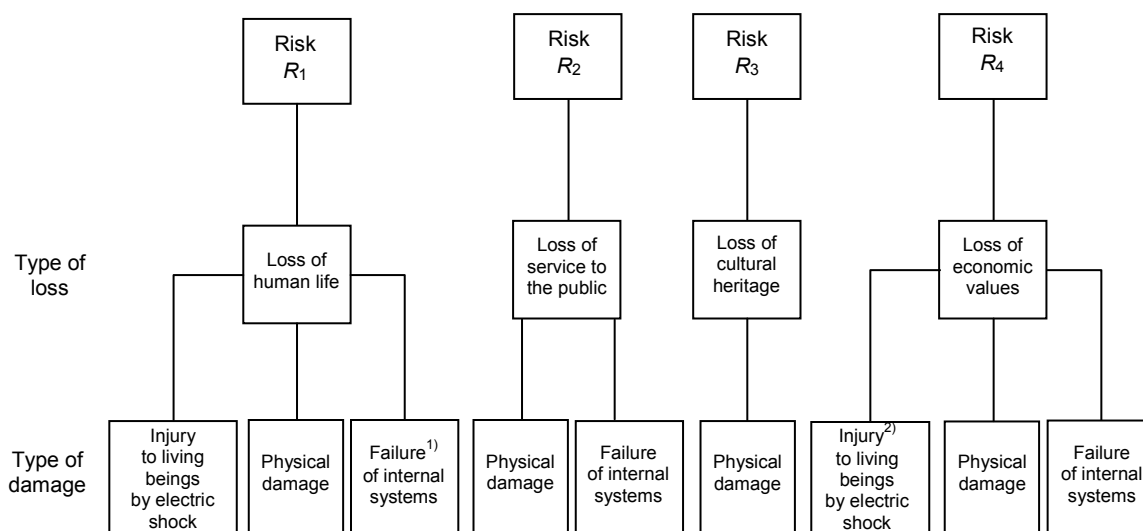 Risk
R1
Risk
R2
Risk
R3
Risk
R4
Type of
loss
Loss of
human life
Loss of
service to
the public
Loss of
cultural
heritage
Loss of
economic
values
Type of
damage
Injury
to living
beings
by electric
shock
Physical
damage
Failure1)
of internal
systems
Physical
damage
Failure
of internal
systems
Physical
damage
Injury2)
to living
beings
by electric
shock
Physical
damage
Failure
of internal
systems